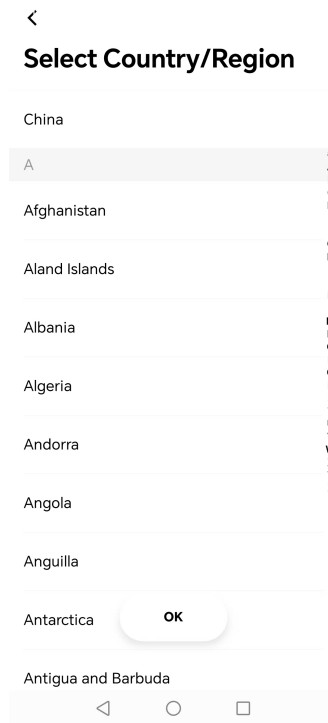 Select Country/Region
China
A
Afghanistan
Aland Islands
Albania
Algeria
Andorra
Angola
Anguilla
Antarctica
OK
Antigua and Barbuda